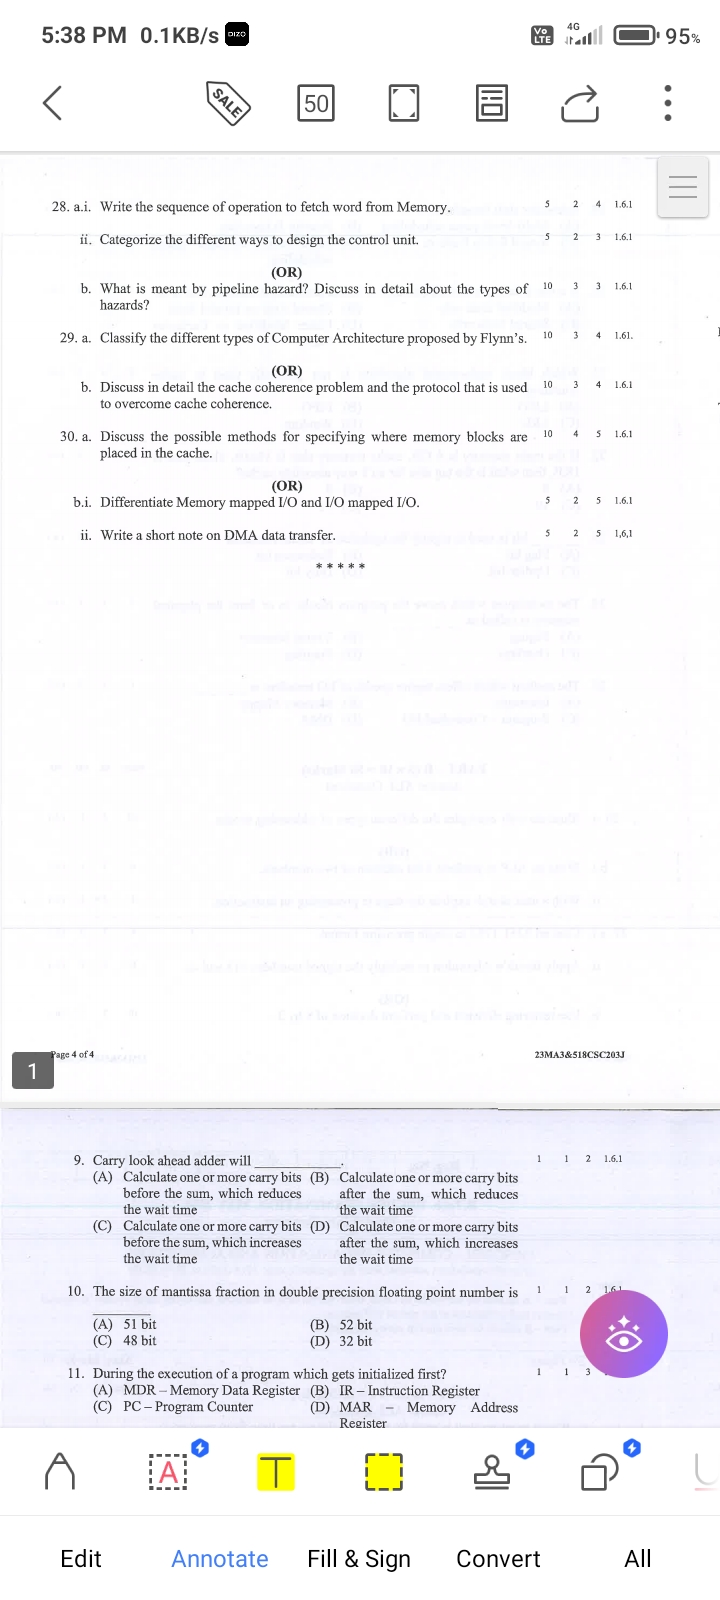 5:38 PM 0.1KB/s DIZO Vo LTE 4G 95%
SALE 50
28. a.i. Write the sequence of operation to fetch word from Memory. 5 2 4 1.6.1
ii. Categorize the different ways to design the control unit. 5 2 3 1.6.1
(OR)
b. What is meant by pipeline hazard? Discuss in detail about the types of 10 3 3 1.6.1
hazards?
29. a. Classify the different types of Computer Architecture proposed by Flynn's. 10 3 4 1.61.
(OR)
b. Discuss in detail the cache coherence problem and the protocol that is used 10 3 4 1.6.1
to overcome cache coherence.
30. a. Discuss the possible methods for specifying where memory blocks are 10 4 5 1.6.1
placed in the cache.
(OR)
b.i. Differentiate Memory mapped I/O and I/O mapped I/O. 5 2 5 1.6.1
ii. Write a short note on DMA data transfer. 5 2 5 1,6,1
* * * * *
Page 4 of 4 23MA3&518CSC203J
1
9. Carry look ahead adder will ____________. 1 1 2 1.6.1
(A) Calculate one or more carry bits (B) Calculate one or more carry bits
before the sum, which reduces after the sum, which reduces
the wait time the wait time
(C) Calculate one or more carry bits (D) Calculate one or more carry bits
before the sum, which increases after the sum, which increases
the wait time the wait time
10. The size of mantissa fraction in double precision floating point number is 1 1 2 1.6.1
________
(A) 51 bit (B) 52 bit
(C) 48 bit (D) 32 bit
11. During the execution of a program which gets initialized first? 1 1 3
(A) MDR – Memory Data Register (B) IR – Instruction Register
(C) PC – Program Counter (D) MAR – Memory Address
Register
A T
Edit Annotate Fill & Sign Convert All